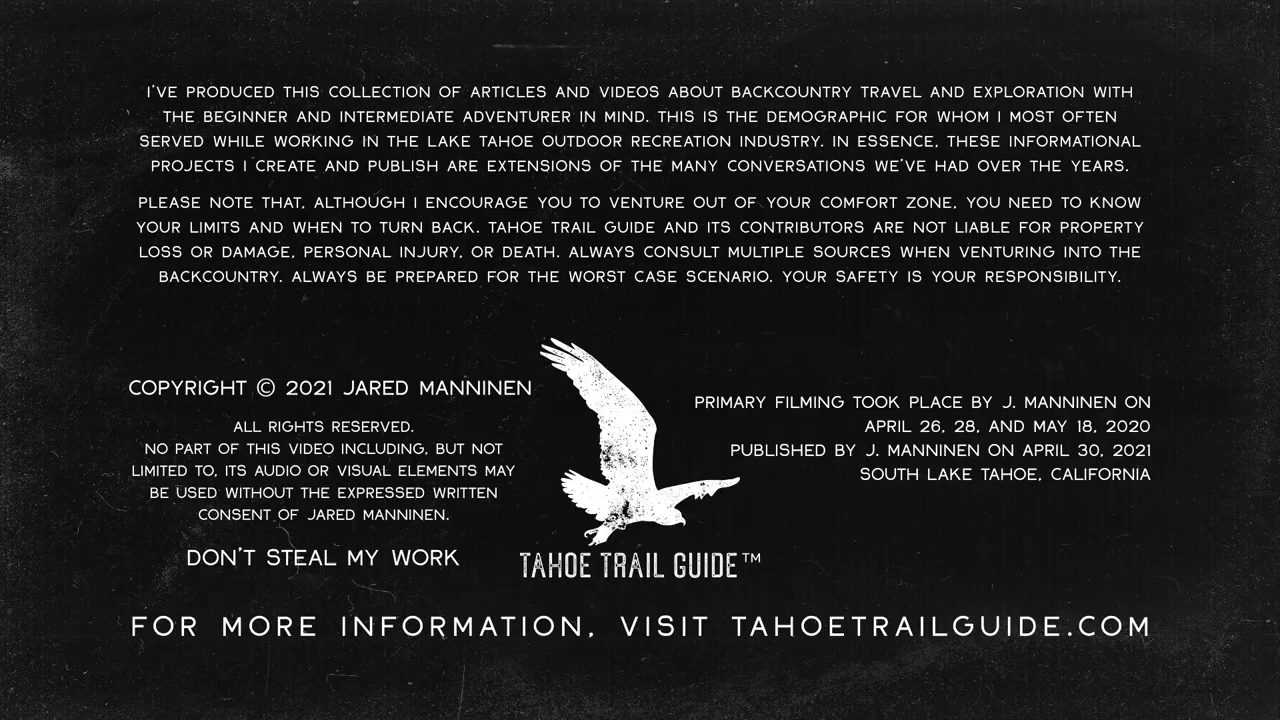 I'VE PRODUCED THIS COLLECTION OF ARTICLES AND VIDEOS ABOUT BACKCOUNTRY TRAVEL AND EXPLORATION WITH
THE BEGINNER AND INTERMEDIATE ADVENTURER IN MIND. THIS IS THE DEMOGRAPHIC FOR WHOM I MOST OFTEN
SERVED WHILE WORKING IN THE LAKE TAHOE OUTDOOR RECREATION INDUSTRY. IN ESSENCE, THESE INFORMATIONAL
PROJECTS I CREATE AND PUBLISH ARE EXTENSIONS OF THE MANY CONVERSATIONS WE'VE HAD OVER THE YEARS.
PLEASE NOTE THAT, ALTHOUGH I ENCOURAGE YOU TO VENTURE OUT OF YOUR COMFORT ZONE, YOU NEED TO KNOW
YOUR LIMITS AND WHEN TO TURN BACK. TAHOE TRAIL GUIDE AND ITS CONTRIBUTORS ARE NOT LIABLE FOR PROPERTY
LOSS OR DAMAGE, PERSONAL INJURY, OR DEATH. ALWAYS CONSULT MULTIPLE SOURCES WHEN VENTURING INTO THE
BACKCOUNTRY. ALWAYS BE PREPARED FOR THE WORST CASE SCENARIO. YOUR SAFETY IS YOUR RESPONSIBILITY.
COPYRIGHT © 2021 JARED MANNINEN
ALL RIGHTS RESERVED.
NO PART OF THIS VIDEO INCLUDING, BUT NOT
LIMITED TO, ITS AUDIO OR VISUAL ELEMENTS MAY
BE USED WITHOUT THE EXPRESSED WRITTEN
CONSENT OF JARED MANNINEN.
DON'T STEAL MY WORK
TAHOE TRAIL GUIDE™
PRIMARY FILMING TOOK PLACE BY J. MANNINEN ON
APRIL 26, 28, AND MAY 18, 2020
PUBLISHED BY J. MANNINEN ON APRIL 30, 2021
SOUTH LAKE TAHOE, CALIFORNIA
FOR MORE INFORMATION, VISIT TAHOETRAILGUIDE.COM